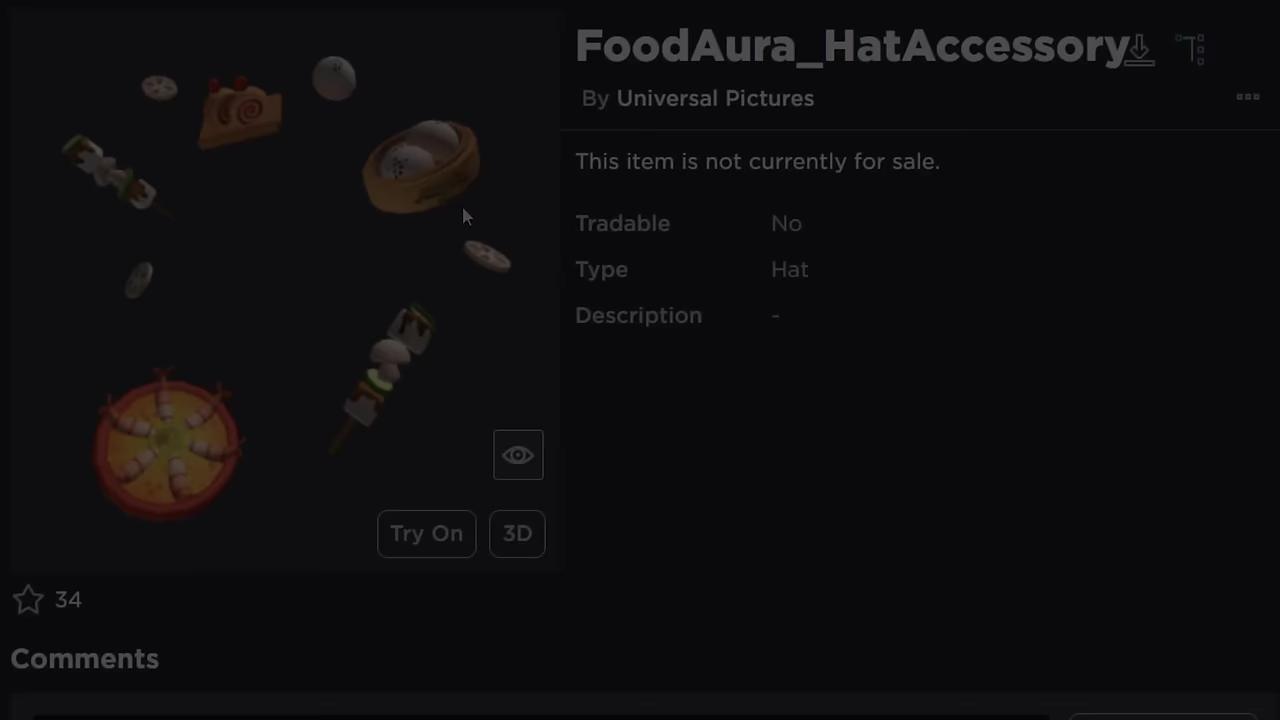 FoodAura_HatAccessory
By Universal Pictures
This item is not currently for sale.
Tradable No
Type Hat
Description -
Try On
3D
34
Comments